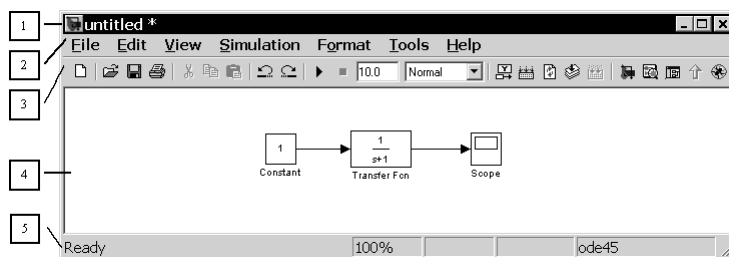 1
untitled *
2
File Edit View Simulation Format Tools Help
3
10.0 Normal
4
1
Constant
1
s+1
Transfer Fcn
Scope
5
Ready 100% ode45